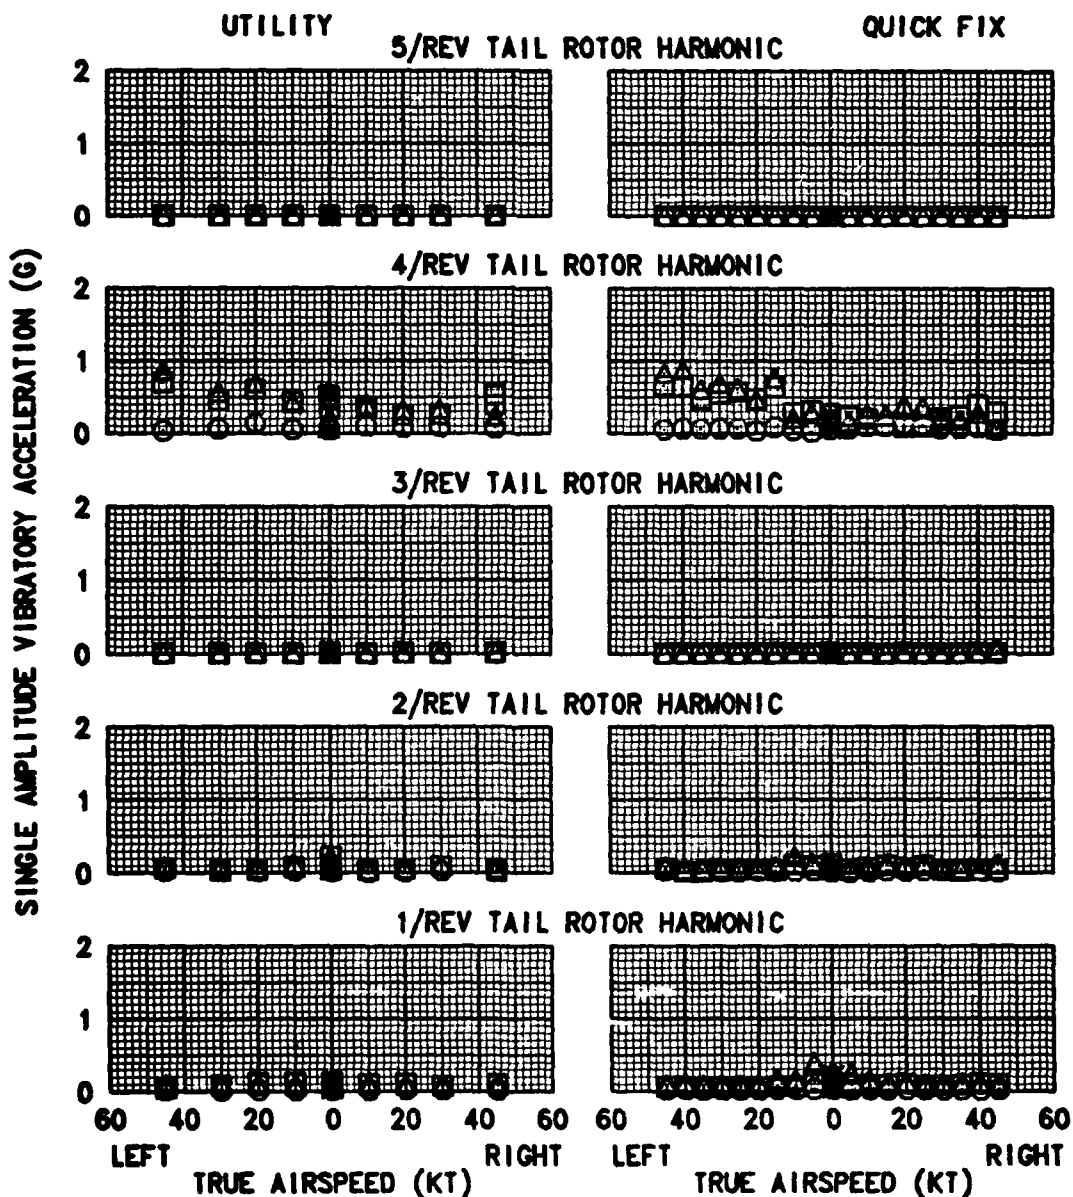 UTILITY QUICK FIX
5/REV TAIL ROTOR HARMONIC
2
1
0
4/REV TAIL ROTOR HARMONIC
2
1
0
3/REV TAIL ROTOR HARMONIC
2
1
0
2/REV TAIL ROTOR HARMONIC
2
1
0
1/REV TAIL ROTOR HARMONIC
2
1
0
SINGLE AMPLITUDE VIBRATORY ACCELERATION (G)
60 40 20 0 20 40 60 40 20 0 20 40 60
LEFT RIGHT LEFT RIGHT
TRUE AIRSPEED (KT) TRUE AIRSPEED (KT)